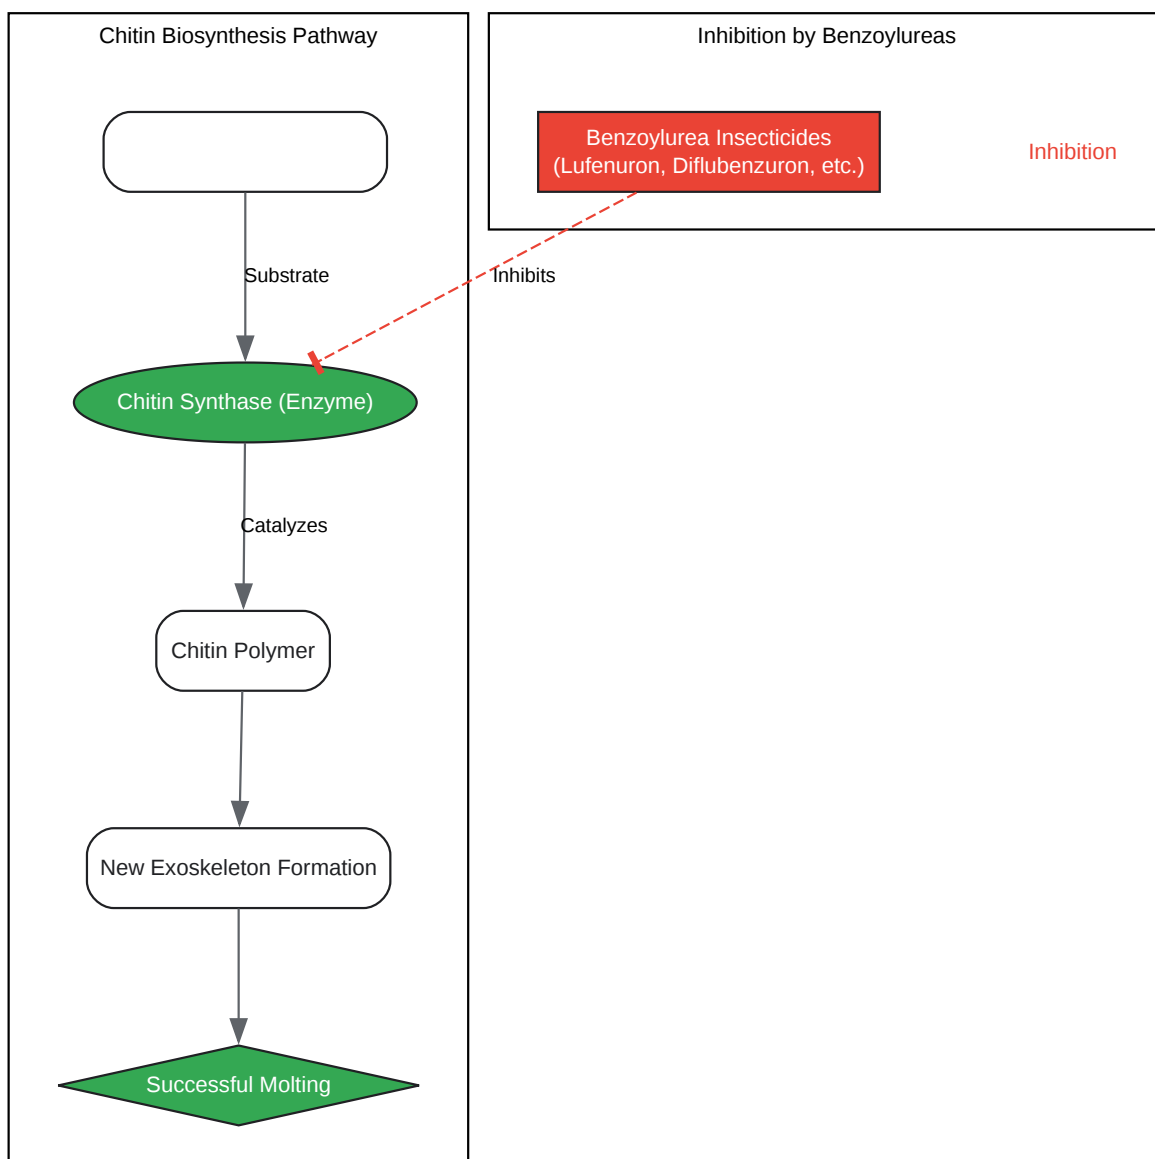 Chitin Biosynthesis Pathway
Substrate
Chitin Synthase (Enzyme)
Catalyzes
Chitin Polymer
New Exoskeleton Formation
Successful Molting
Inhibition by Benzoylureas
Benzoylurea Insecticides
(Lufenuron, Diflubenzuron, etc.)
Inhibition
Inhibits